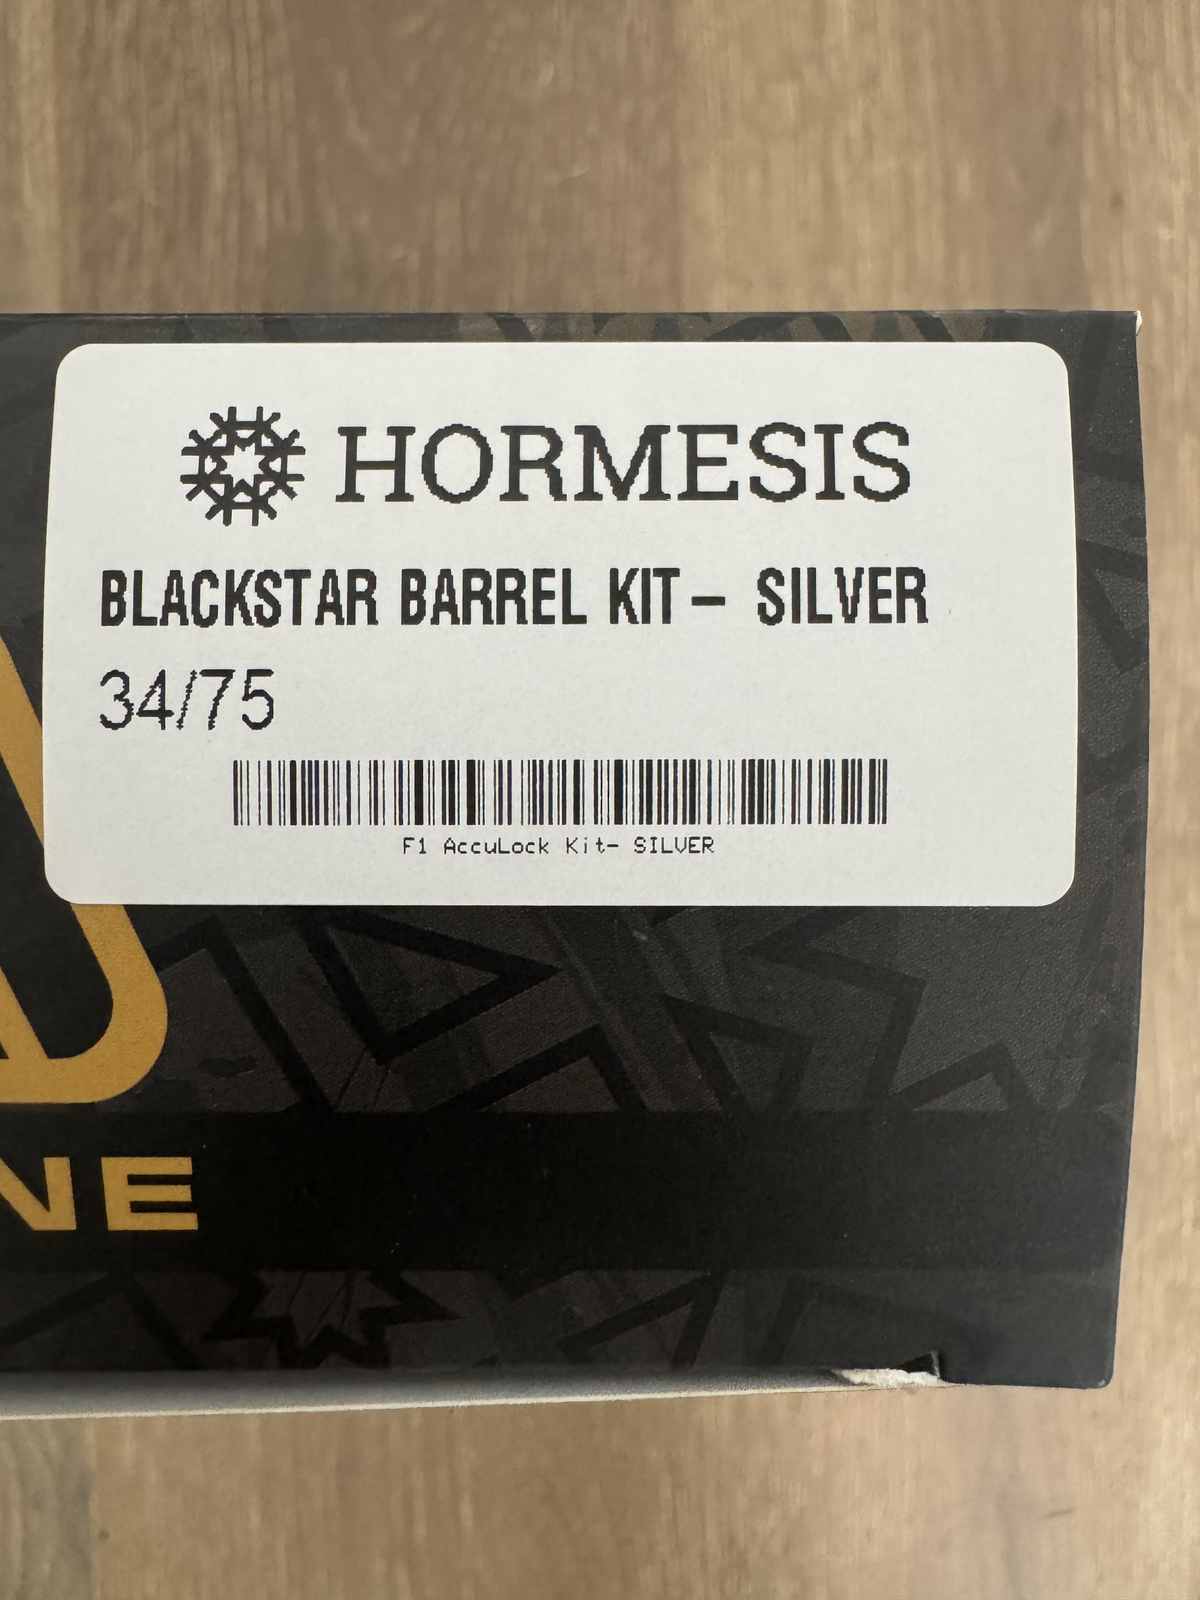 HORMESIS
BLACKSTAR BARREL KIT- SILVER
34/75
F1 AccuLock Kit- SILVER
NE